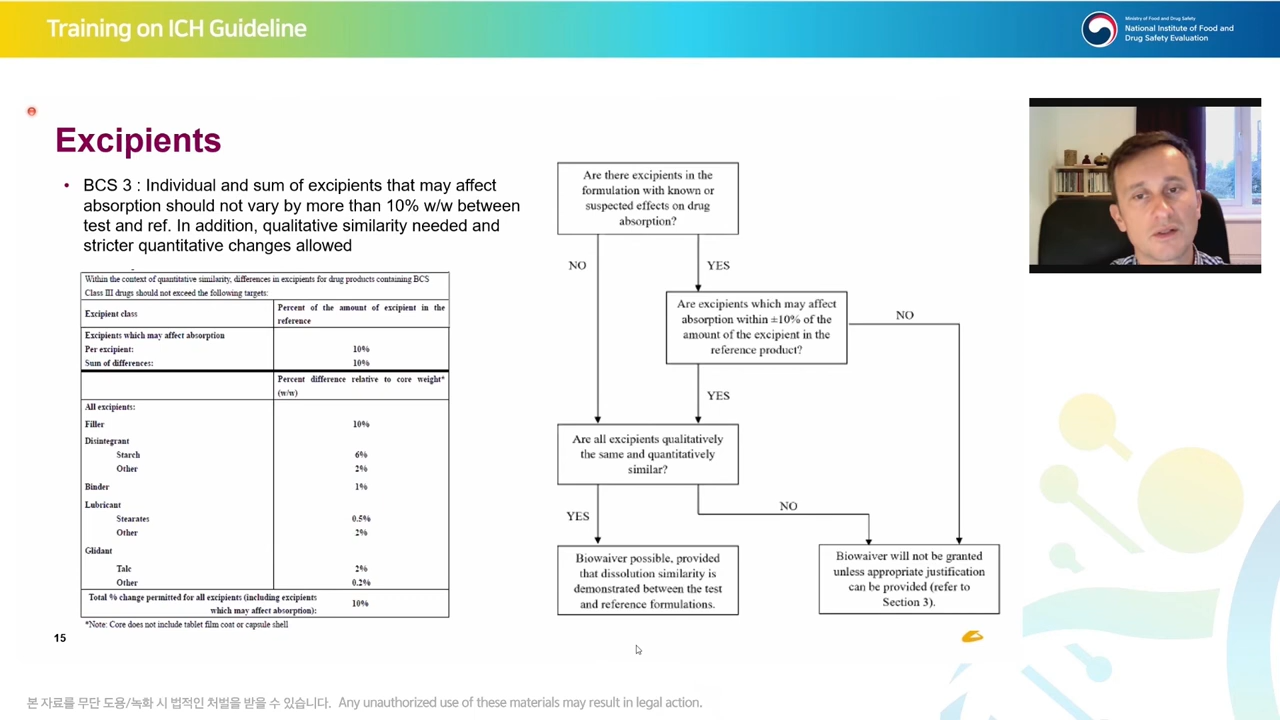 Training on ICH Guideline
Ministry of Food and Drug Safety
National Institute of Food and
Drug Safety Evaluation
Excipients
• BCS 3 : Individual and sum of excipients that may affect
absorption should not vary by more than 10% w/w between
test and ref. In addition, qualitative similarity needed and
stricter quantitative changes allowed
Within the context of quantitative similarity, differences in excipients for drug products containing BCS
Class III drugs should not exceed the following targets:
Excipient class
Percent of the amount of excipient in the
reference
Excipients which may affect absorption
Per excipient: 10%
Sum of differences: 10%
Percent difference relative to core weight*
(w/w)
All excipients:
Filler 10%
Disintegrant
Starch 6%
Other 2%
Binder 1%
Lubricant
Stearates 0.5%
Other 2%
Glidant
Talc 2%
Other 0.2%
Total % change permitted for all excipients (including excipients
which may affect absorption): 10%
*Note: Core does not include tablet film coat or capsule shell
15
Are there excipients in the
formulation with known or
suspected effects on drug
absorption?
NO
YES
Are excipients which may affect
absorption within ±10% of the
amount of the excipient in the
reference product?
NO
YES
Are all excipients qualitatively
the same and quantitatively
similar?
YES
NO
Biowaiver possible, provided
that dissolution similarity is
demonstrated between the test
and reference formulations.
Biowaiver will not be granted
unless appropriate justification
can be provided (refer to
Section 3).
본 자료를 무단 도용/녹화 시 법적인 처벌을 받을 수 있습니다. Any unauthorized use of these materials may result in legal action.